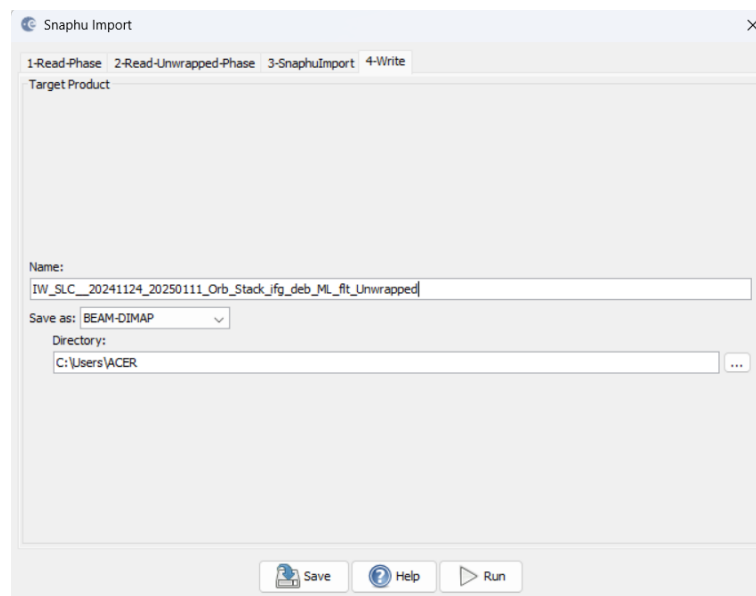 Snaphu Import
1-Read-Phase 2-Read-Unwrapped-Phase 3-SnaphuImport 4-Write
Target Product
Name:
IW_SLC__20241124_20250111_Orb_Stack_ifg_deb_ML_flt_Unwrapped
Save as: BEAM-DIMAP
Directory:
C:\Users\ACER
...
Save Help Run